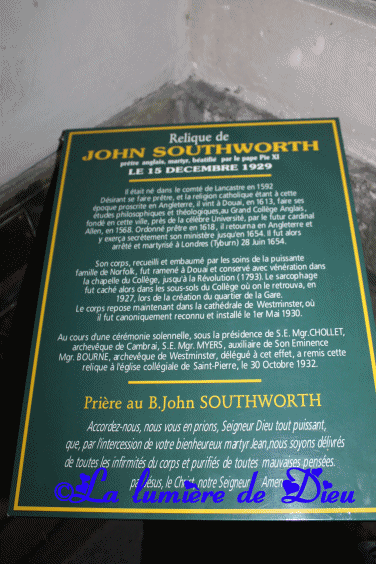 Relique de
JOHN SOUTHWORTH
prêtre anglais, martyr, béatifié par le pape Pie XI
LE 15 DECEMBRE 1929
Il était né dans le comté de Lancastre en 1592
Désirant se faire prêtre, et la religion catholique étant à cette
époque proscrite en Angleterre, il vint à Douai, en 1613, faire ses
études philosophiques et théologiques, au Grand Collège Anglais,
fondé en cette ville, près de la célèbre Université, par le futur cardinal
Allen, en 1568. Ordonné prêtre en 1618, il retourna en Angleterre et
y exerça secrètement son ministère jusqu'en 1654. Il fut alors
arrêté et martyrisé à Londres (Tyburn) 28 Juin 1654.
Son corps, recueilli et embaumé par les soins de la puissante
famille de Norfolk, fut ramené à Douai et conservé avec vénération dans
la chapelle du Collège, jusqu'à la Révolution (1793). Le sarcophage
fut caché alors dans les sous-sols du Collège où on le retrouva, en
1927, lors de la création du quartier de la Gare.
Le corps repose maintenant dans la cathédrale de Westminster, où
il fut canoniquement reconnu et installé le 1er Mai 1930.
Au cours d'une cérémonie solennelle, sous la présidence de S.E. Mgr.CHOLLET,
archevêque de Cambrai, S.E. Mgr. MYERS, auxiliaire de Son Eminence
Mgr. BOURNE, archevêque de Westminster, délégué à cet effet, a remis cette
relique à l'église collégiale de Saint-Pierre, le 30 Octobre 1932.
Prière au B.John SOUTHWORTH
Accordez-nous, nous vous en prions, Seigneur Dieu tout puissant,
que, par l'intercession de votre bienheureux martyr Jean, nous soyons délivrés
de toutes les infirmités du corps et purifiés de toutes mauvaises pensées.
par Jésus, le Christ, notre Seigneur. Amen
©La lumière de Dieu